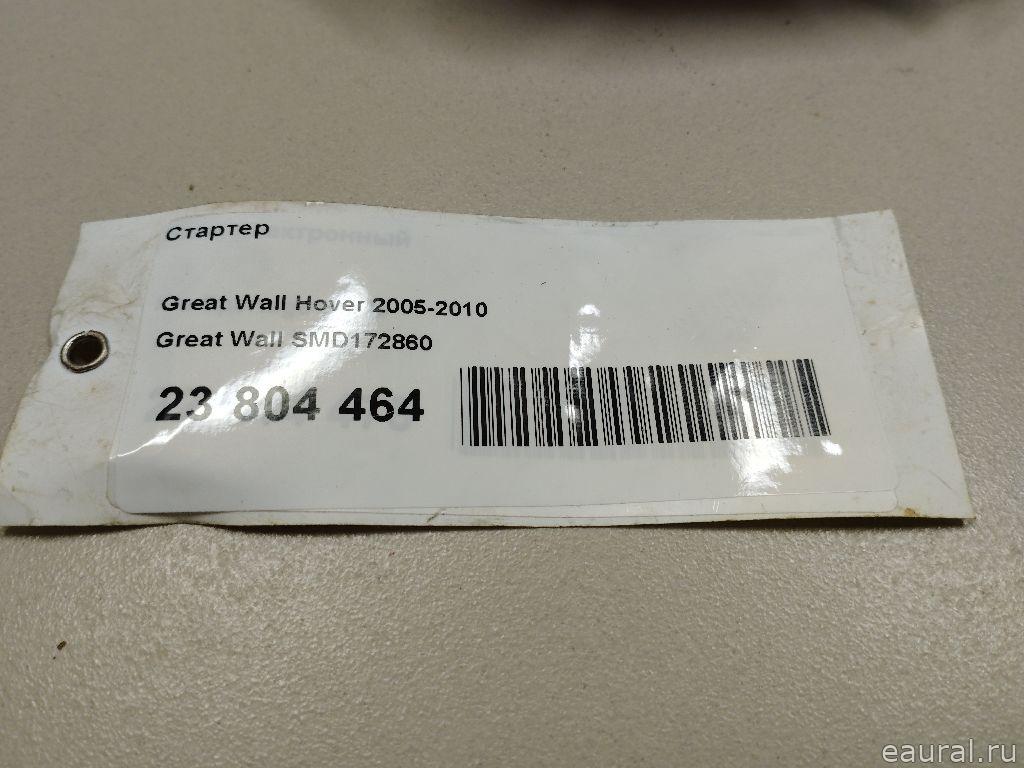 Стартер
Great Wall Hover 2005-2010
Great Wall SMD172860
23 804 464
eaural.ru